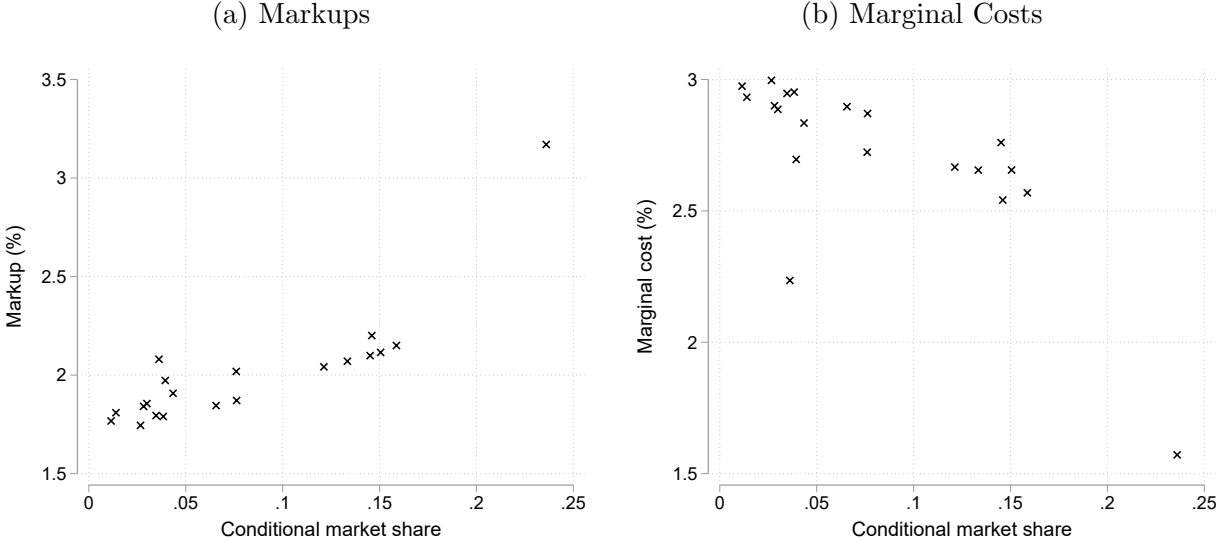 (a) Markups
3.5
3
2.5
2
1.5
Markup (%)
0 .05 .1 .15 .2 .25
Conditional market share
(b) Marginal Costs
3
2.5
2
1.5
Marginal cost (%)
0 .05 .1 .15 .2 .25
Conditional market share